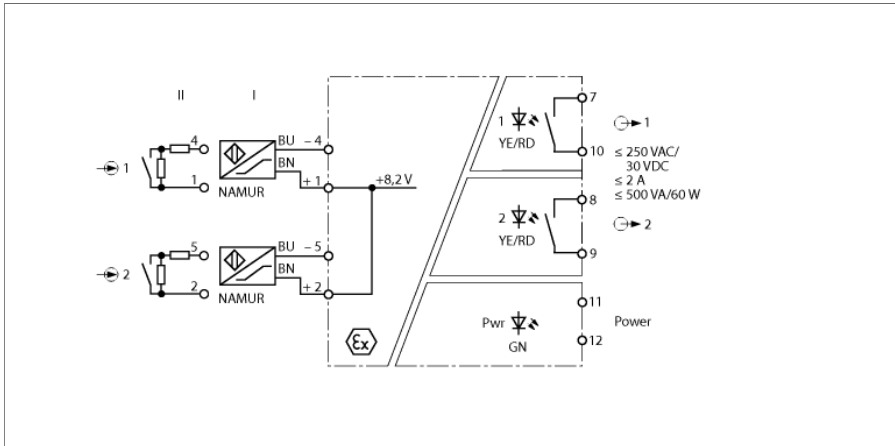 II I
1 4 1 BU – 4 BN + 1 NAMUR
+8,2 V
2 5 2 BU – 5 BN + 2 NAMUR
Ex
1 YE/RD 7 10 1
≤ 250 VAC/
30 VDC
≤ 2 A
≤ 500 VA/60 W
2 YE/RD 8 9 2
Pwr GN 11 12 Power